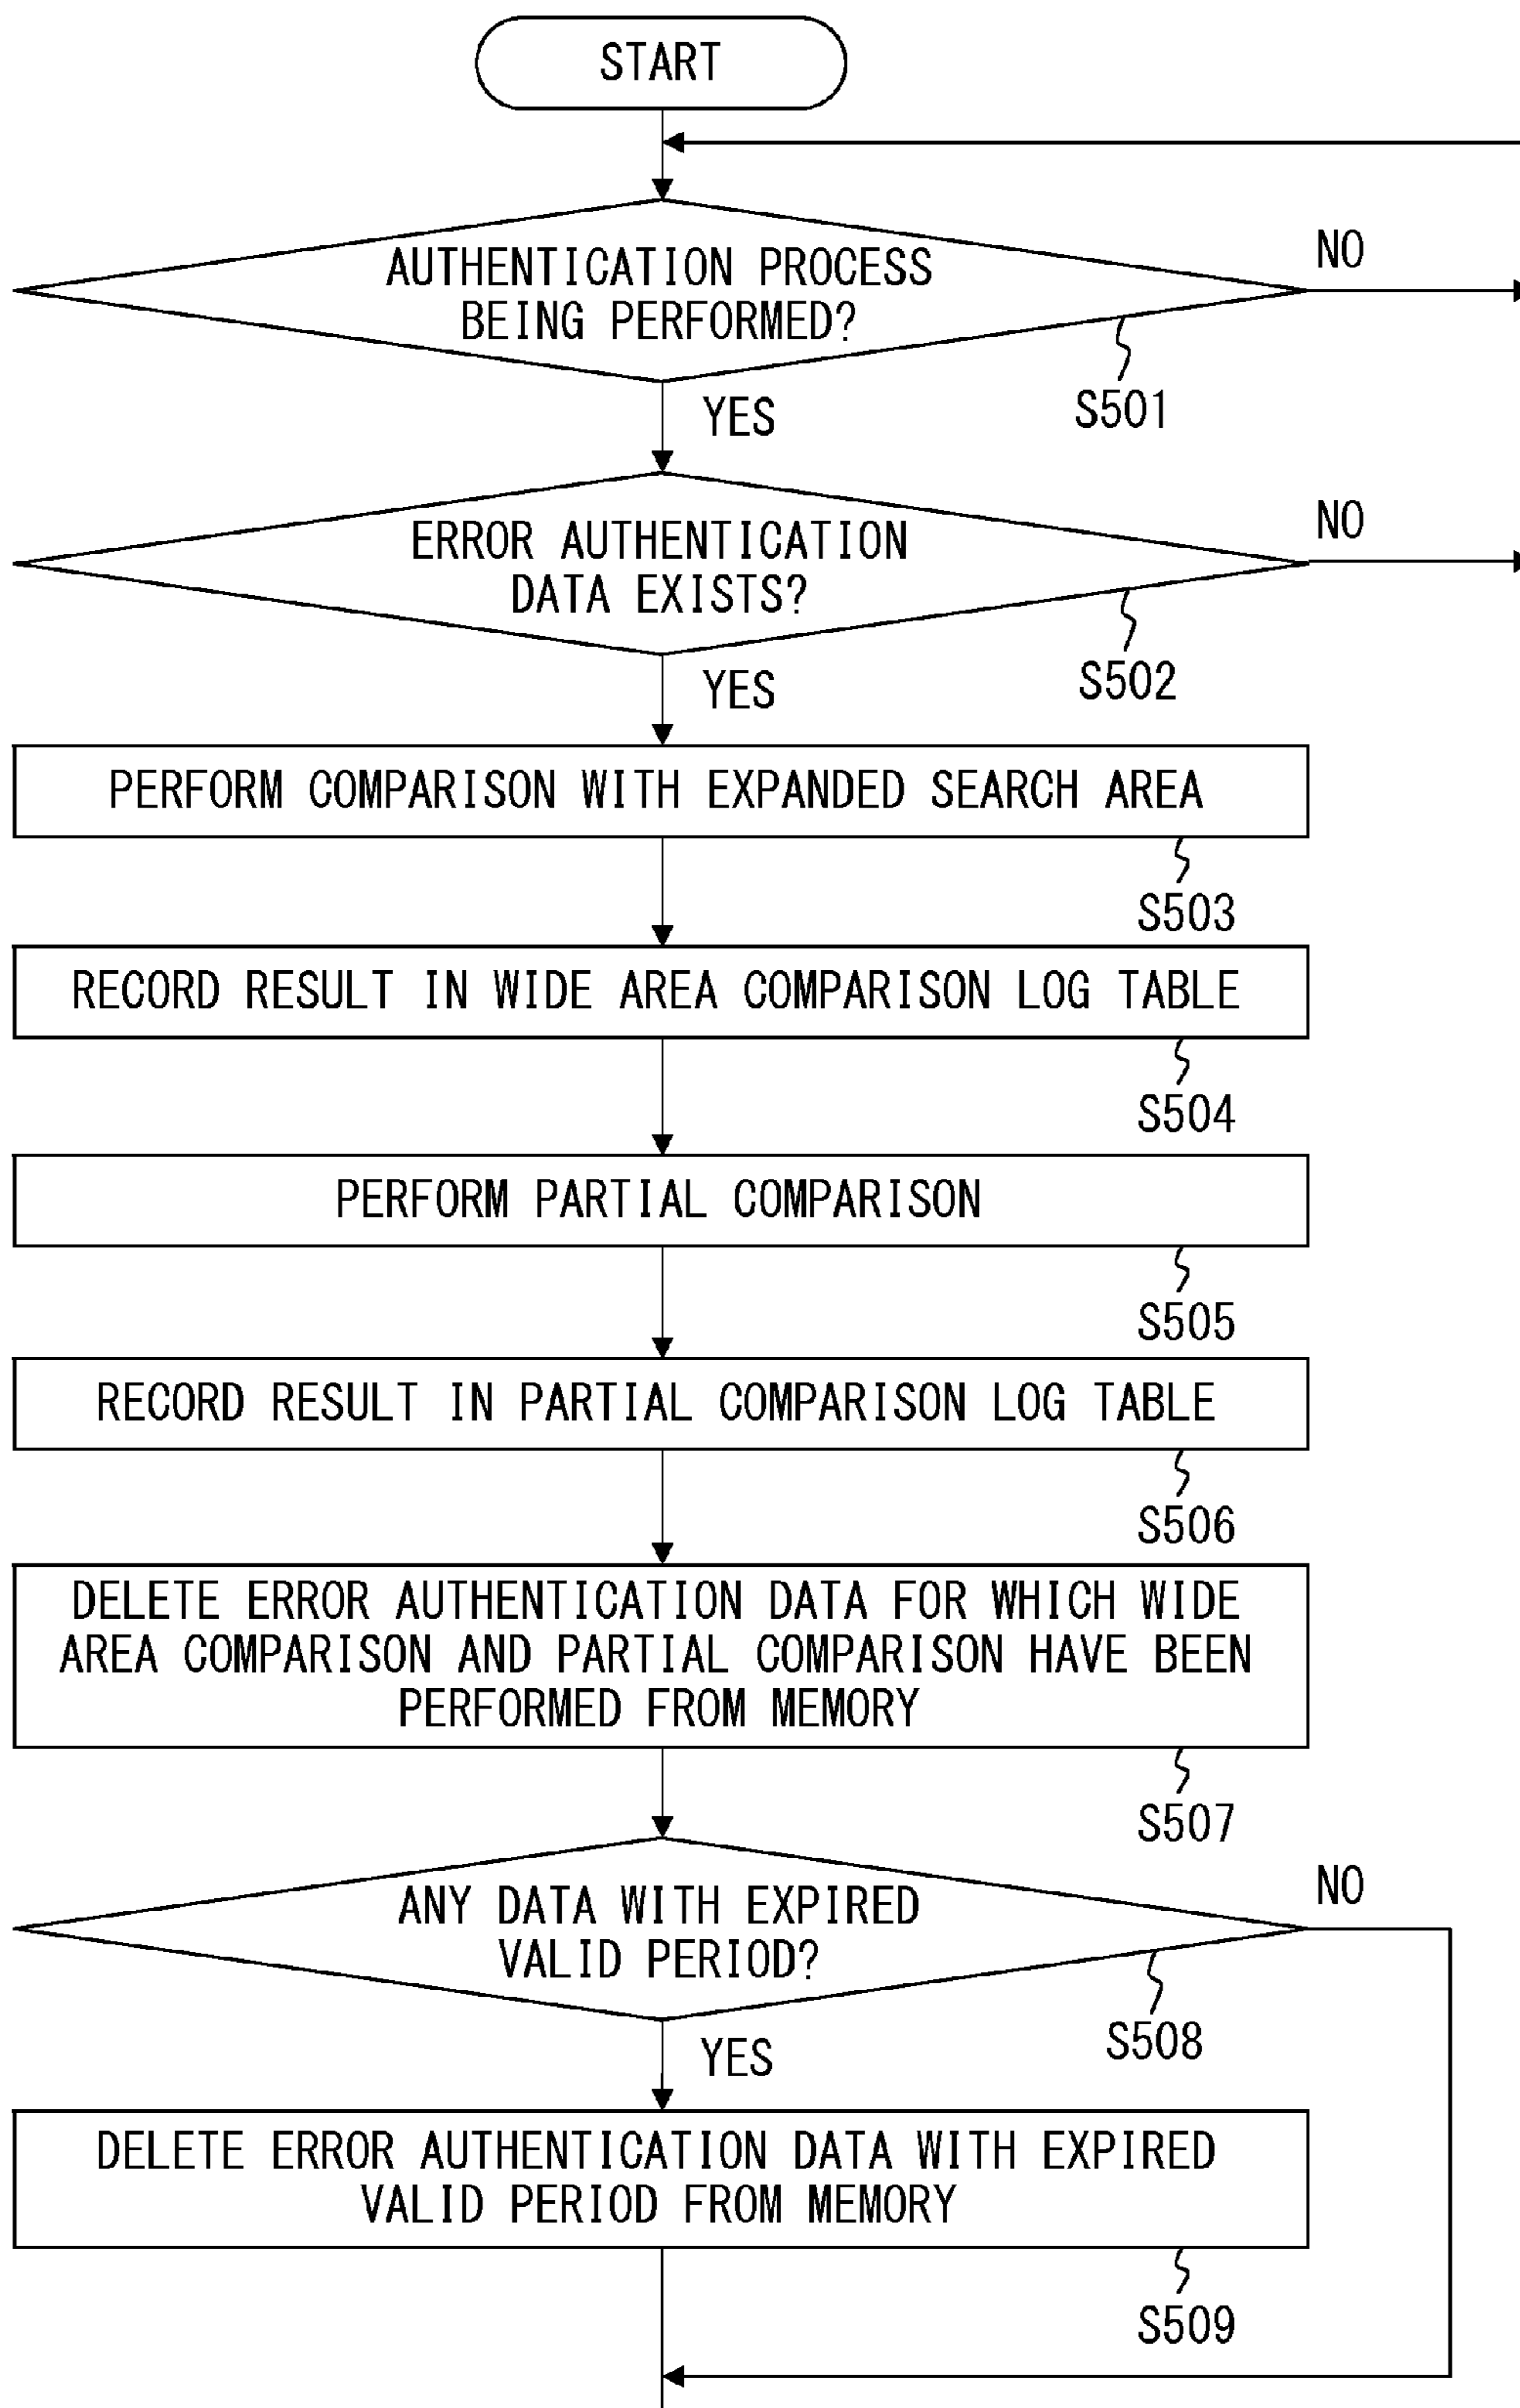 START
AUTHENTICATION PROCESS
BEING PERFORMED?
NO
S501
YES
ERROR AUTHENTICATION
DATA EXISTS?
NO
S502
YES
PERFORM COMPARISON WITH EXPANDED SEARCH AREA
S503
RECORD RESULT IN WIDE AREA COMPARISON LOG TABLE
S504
PERFORM PARTIAL COMPARISON
S505
RECORD RESULT IN PARTIAL COMPARISON LOG TABLE
S506
DELETE ERROR AUTHENTICATION DATA FOR WHICH WIDE
AREA COMPARISON AND PARTIAL COMPARISON HAVE BEEN
PERFORMED FROM MEMORY
S507
ANY DATA WITH EXPIRED
VALID PERIOD?
NO
S508
YES
DELETE ERROR AUTHENTICATION DATA WITH EXPIRED
VALID PERIOD FROM MEMORY
S509